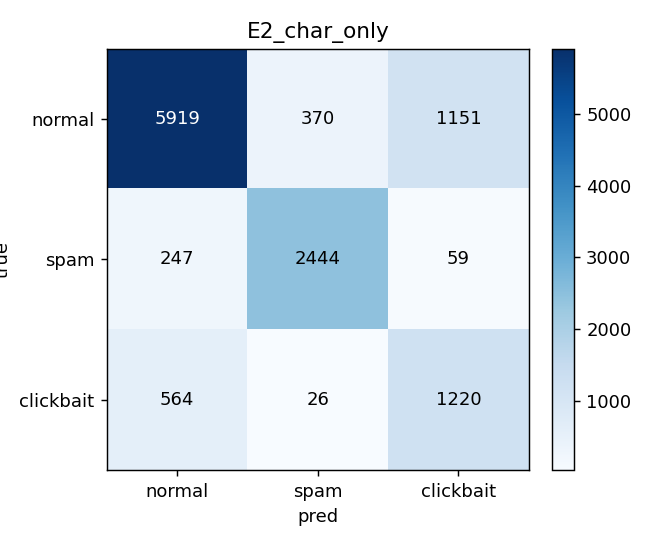 E2_char_only
normal 5919 370 1151
5000
4000
true
spam 247 2444 59
3000
2000
clickbait 564 26 1220
1000
normal spam clickbait
pred